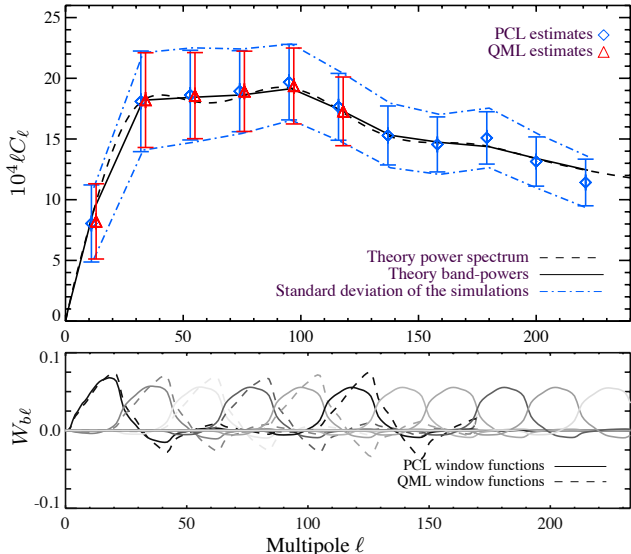 25
20
15
10
5
0
10⁴ℓC_ℓ
PCL estimates
QML estimates
Theory power spectrum
Theory band-powers
Standard deviation of the simulations
0 50 100 150 200
0.1
0.0
-0.1
W_bℓ
PCL window functions
QML window functions
0 50 100 150 200
Multipole ℓ